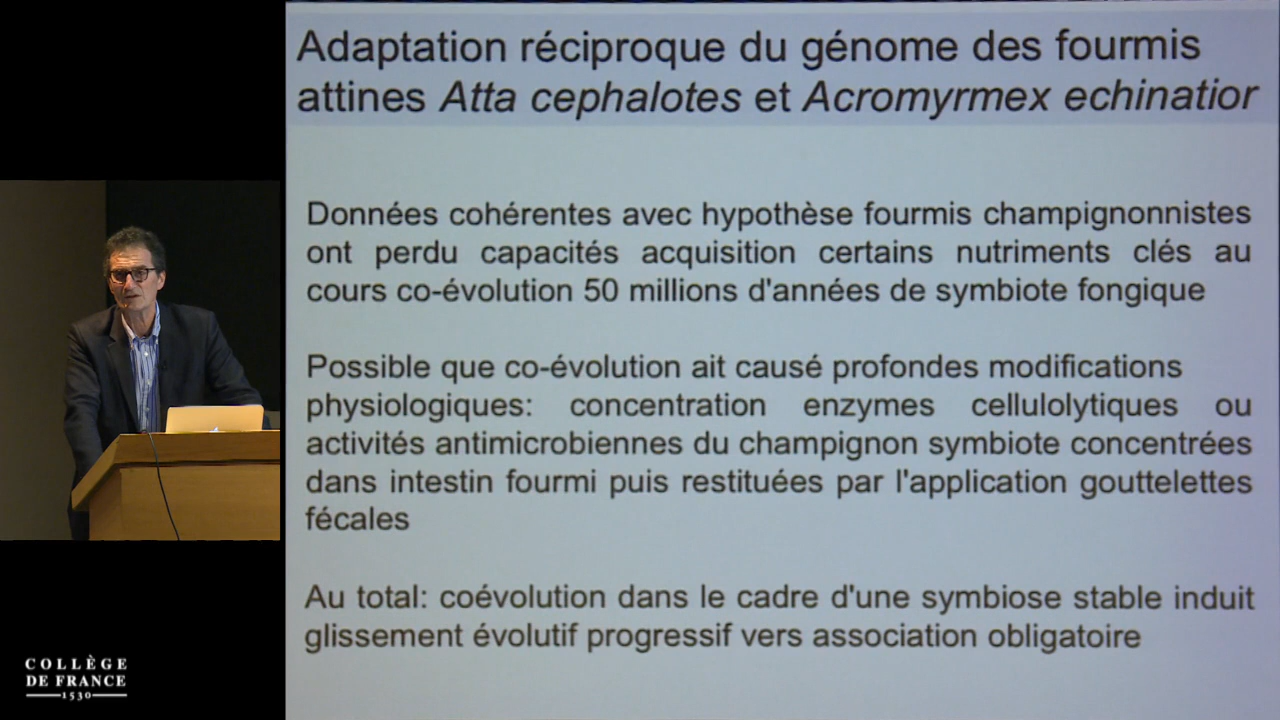 Adaptation réciproque du génome des fourmis
attines Atta cephalotes et Acromyrmex echinatior
Données cohérentes avec hypothèse fourmis champignonnistes
ont perdu capacités acquisition certains nutriments clés au
cours co-évolution 50 millions d'années de symbiote fongique
Possible que co-évolution ait causé profondes modifications
physiologiques: concentration enzymes cellulolytiques ou
activités antimicrobiennes du champignon symbiote concentrées
dans intestin fourmi puis restituées par l'application gouttelettes
fécales
Au total: coévolution dans le cadre d'une symbiose stable induit
glissement évolutif progressif vers association obligatoire
COLLÈGE
DE FRANCE
1530